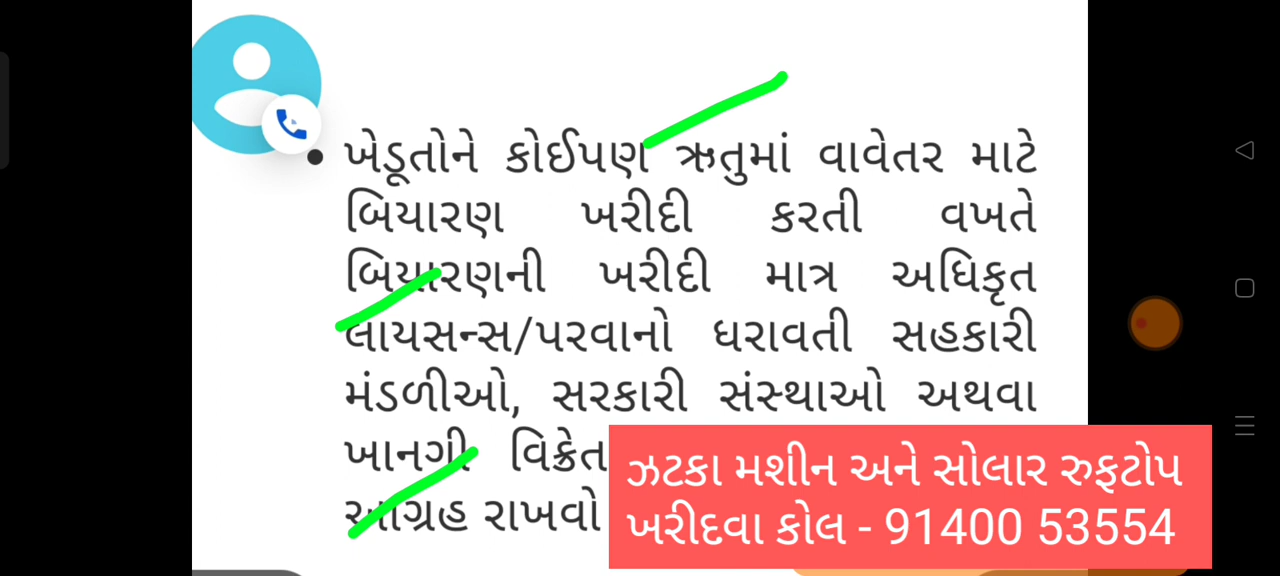 • ખેડૂતોને કોઈપણ ઋતુમાં વાવેતર માટે
બિયારણ ખરીદી કરતી વખતે
બિયારણની ખરીદી માત્ર અધિકૃત
લાયસન્સ/પરવાનો ધરાવતી સહકારી
મંડળીઓ, સરકારી સંસ્થાઓ અથવા
ખાનગી
આગ્રહ રાખવો
ઝટકા મશીન અને સોલાર રુફટોપ
ખરીદવા કોલ - 91400 53554